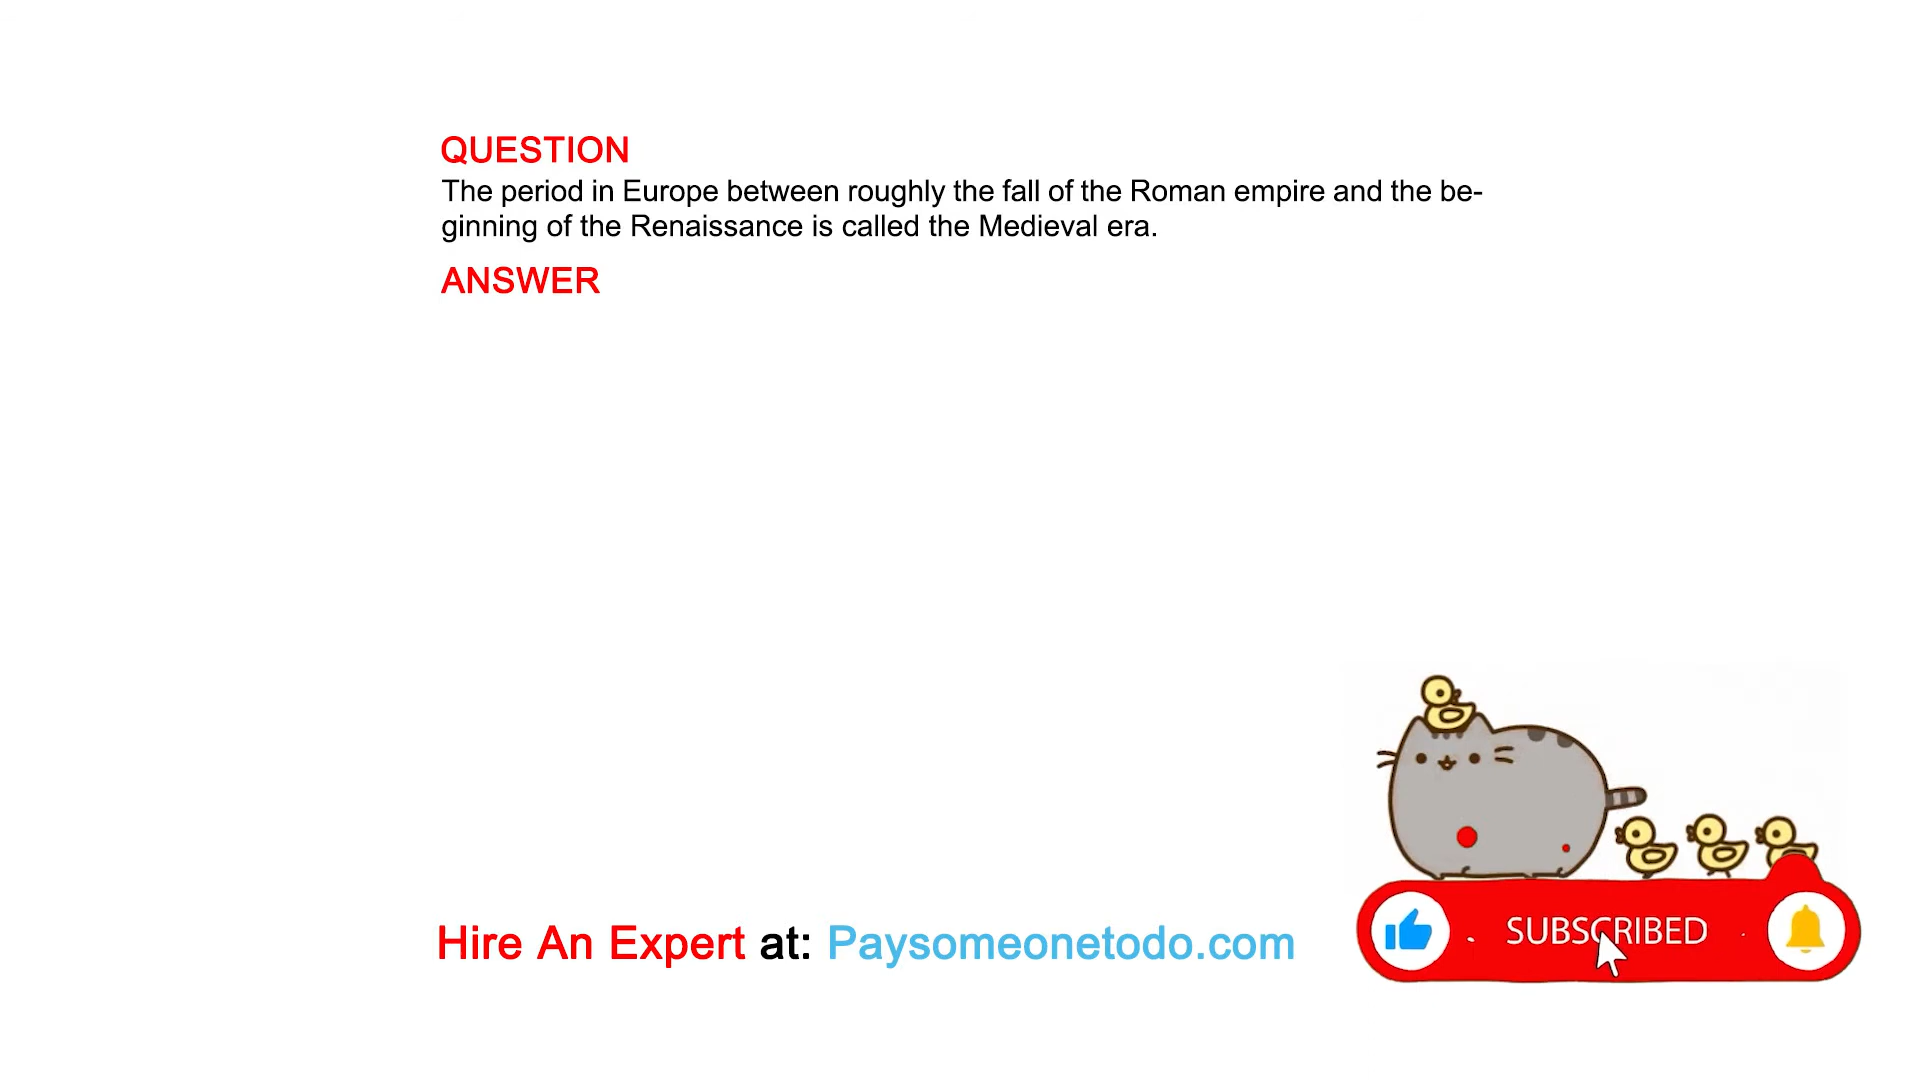 QUESTION
The period in Europe between roughly the fall of the Roman empire and the be-
ginning of the Renaissance is called the Medieval era.
ANSWER
Hire An Expert at: Paysomeonetodo.com
SUBSCRIBED